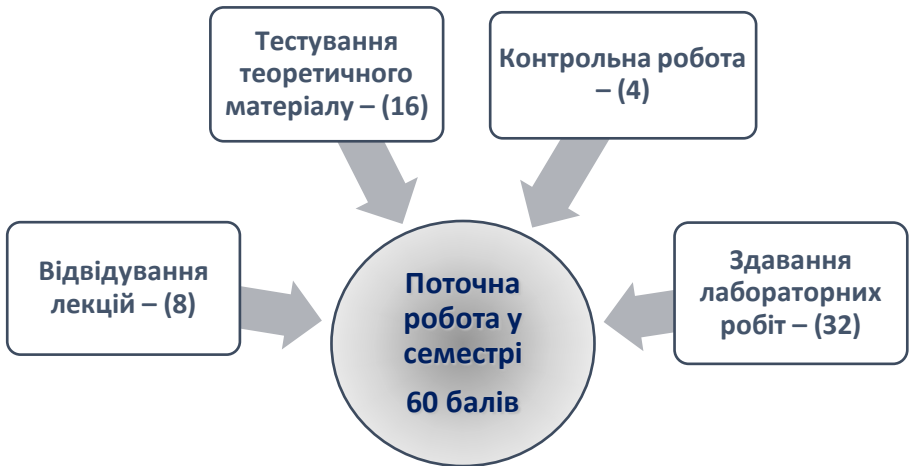 Тестування
теоретичного
матеріалу – (16)
Контрольна робота
– (4)
Відвідування
лекцій – (8)
Поточна
робота у
семестрі
60 балів
Здавання
лабораторних
робіт – (32)